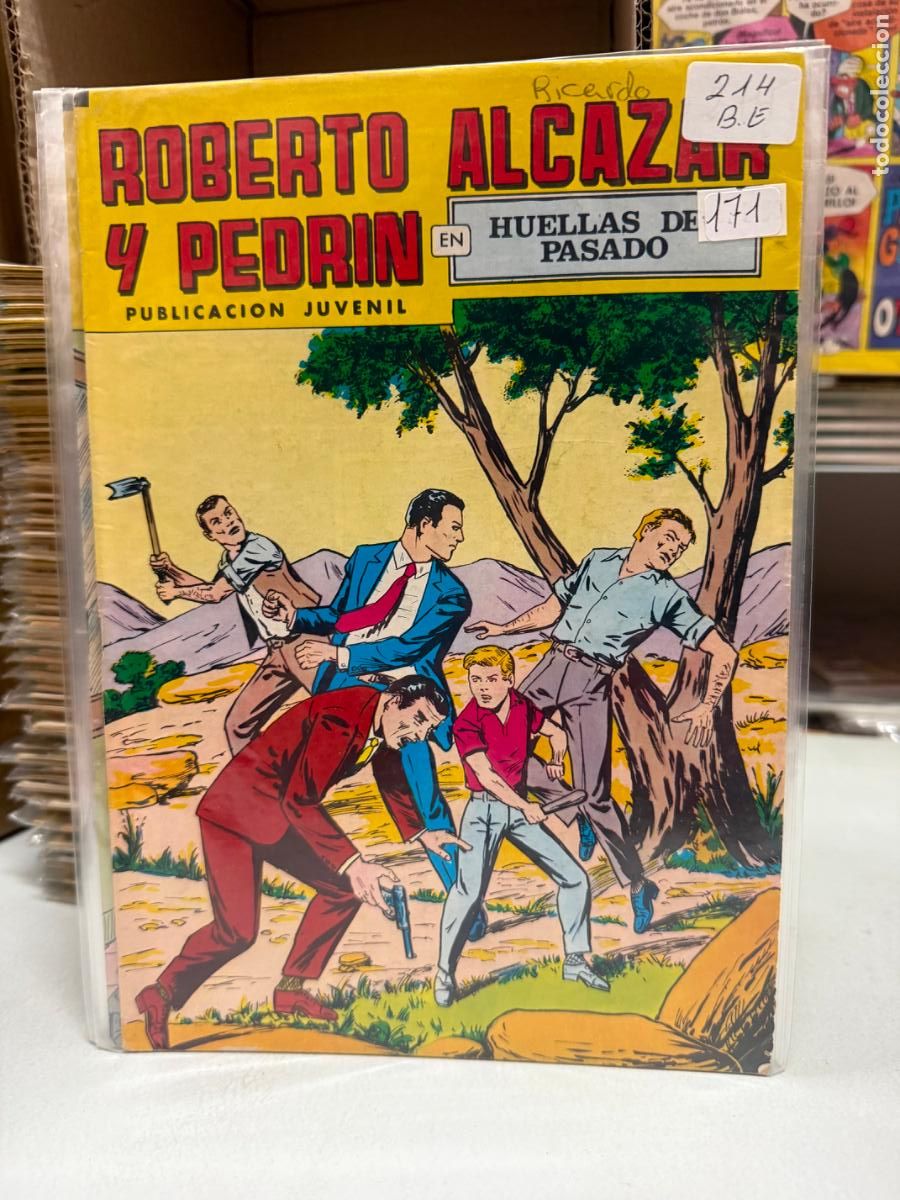 Ricardo
214
B.E
ROBERTO ALCAZAR
Y PEDRIN
EN
HUELLAS DE
PASADO
171
PUBLICACION JUVENIL
todocoleccion